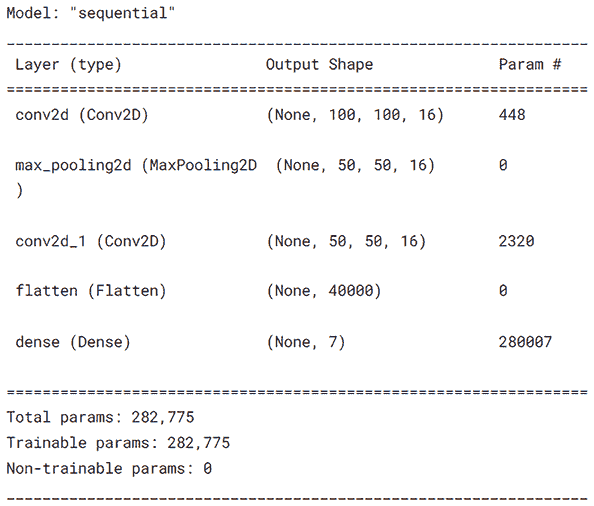 Model: "sequential"
_________________________________________________________________
Layer (type) Output Shape Param #
=================================================================
conv2d (Conv2D) (None, 100, 100, 16) 448
max_pooling2d (MaxPooling2D (None, 50, 50, 16) 0
)
conv2d_1 (Conv2D) (None, 50, 50, 16) 2320
flatten (Flatten) (None, 40000) 0
dense (Dense) (None, 7) 280007
=================================================================
Total params: 282,775
Trainable params: 282,775
Non-trainable params: 0
_________________________________________________________________